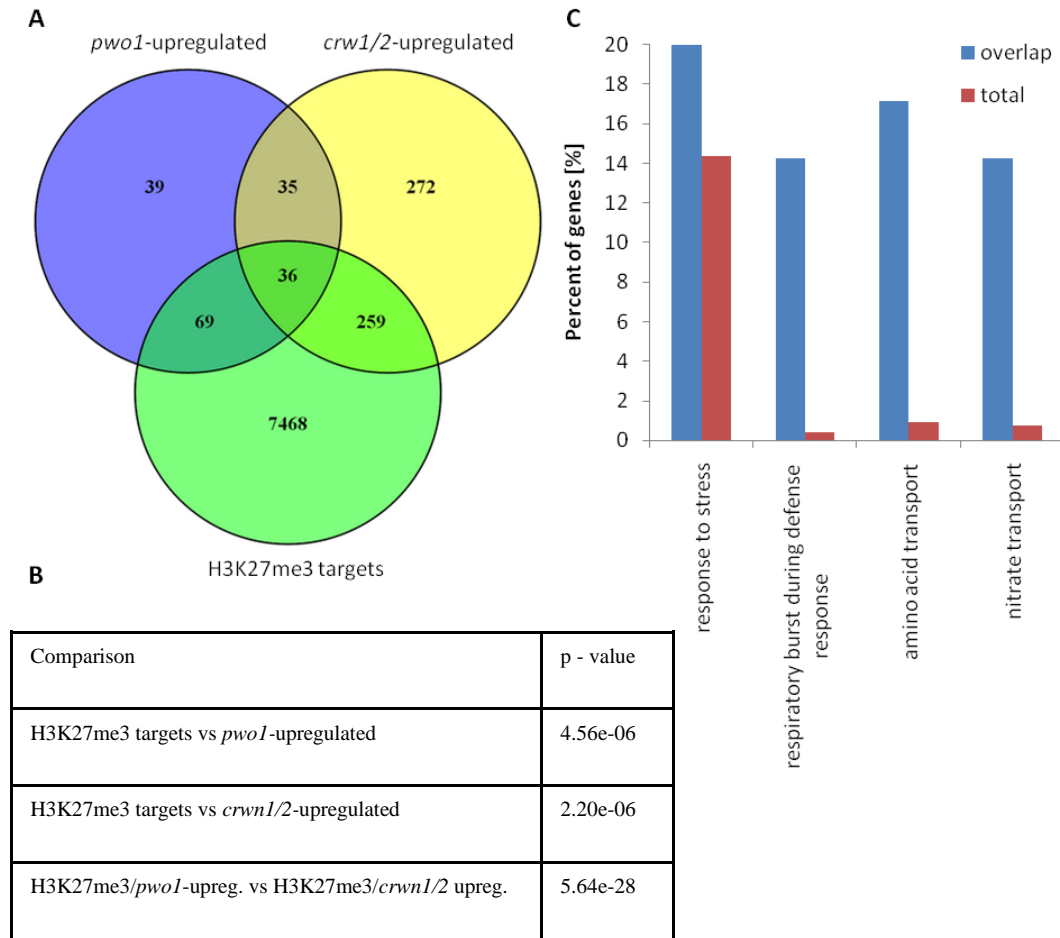 A
pwo1-upregulated
crw1/2-upregulated
39
35
272
36
69
259
7468
H3K27me3 targets
B
Comparison
p - value
H3K27me3 targets vs pwo1-upregulated
4.56e-06
H3K27me3 targets vs crwn1/2-upregulated
2.20e-06
H3K27me3/pwo1-upreg. vs H3K27me3/crwn1/2 upreg.
5.64e-28
C
Percent of genes [%]
20
18
16
14
12
10
8
6
4
2
0
overlap
total
response to stress
respiratory burst during defense
response
amino acid transport
nitrate transport